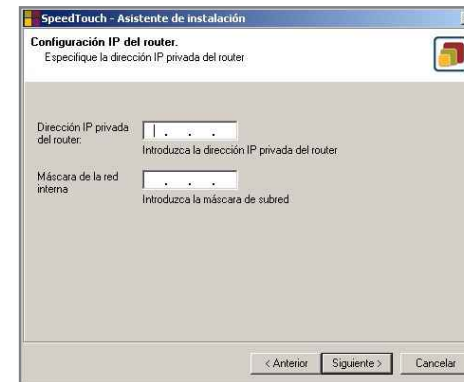 SpeedTouch - Asistente de instalación
Configuración IP del router.
Especifique la dirección IP privada del router
Dirección IP privada
del router:
. . .
Introduzca la dirección IP privada del router
Máscara de la red
interna
. . .
Introduzca la máscara de subred
< Anterior
Siguiente >
Cancelar